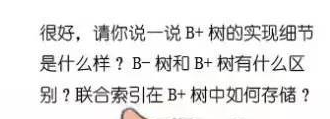 很好，请你说一说 B+ 树的实现细节
是什么样？B- 树和 B+ 树有什么区
别？联合索引在 B+ 树中如何存储？